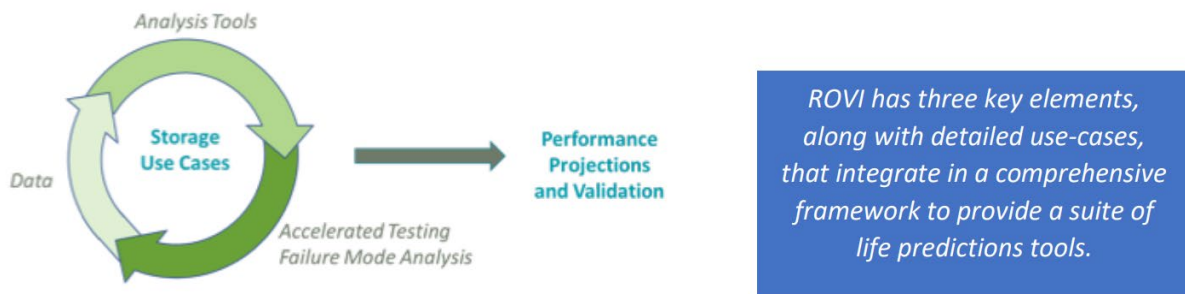 Analysis Tools
Storage
Use Cases
Data
Accelerated Testing
Failure Mode Analysis
Performance
Projections
and Validation
ROVI has three key elements,
along with detailed use-cases,
that integrate in a comprehensive
framework to provide a suite of
life predictions tools.